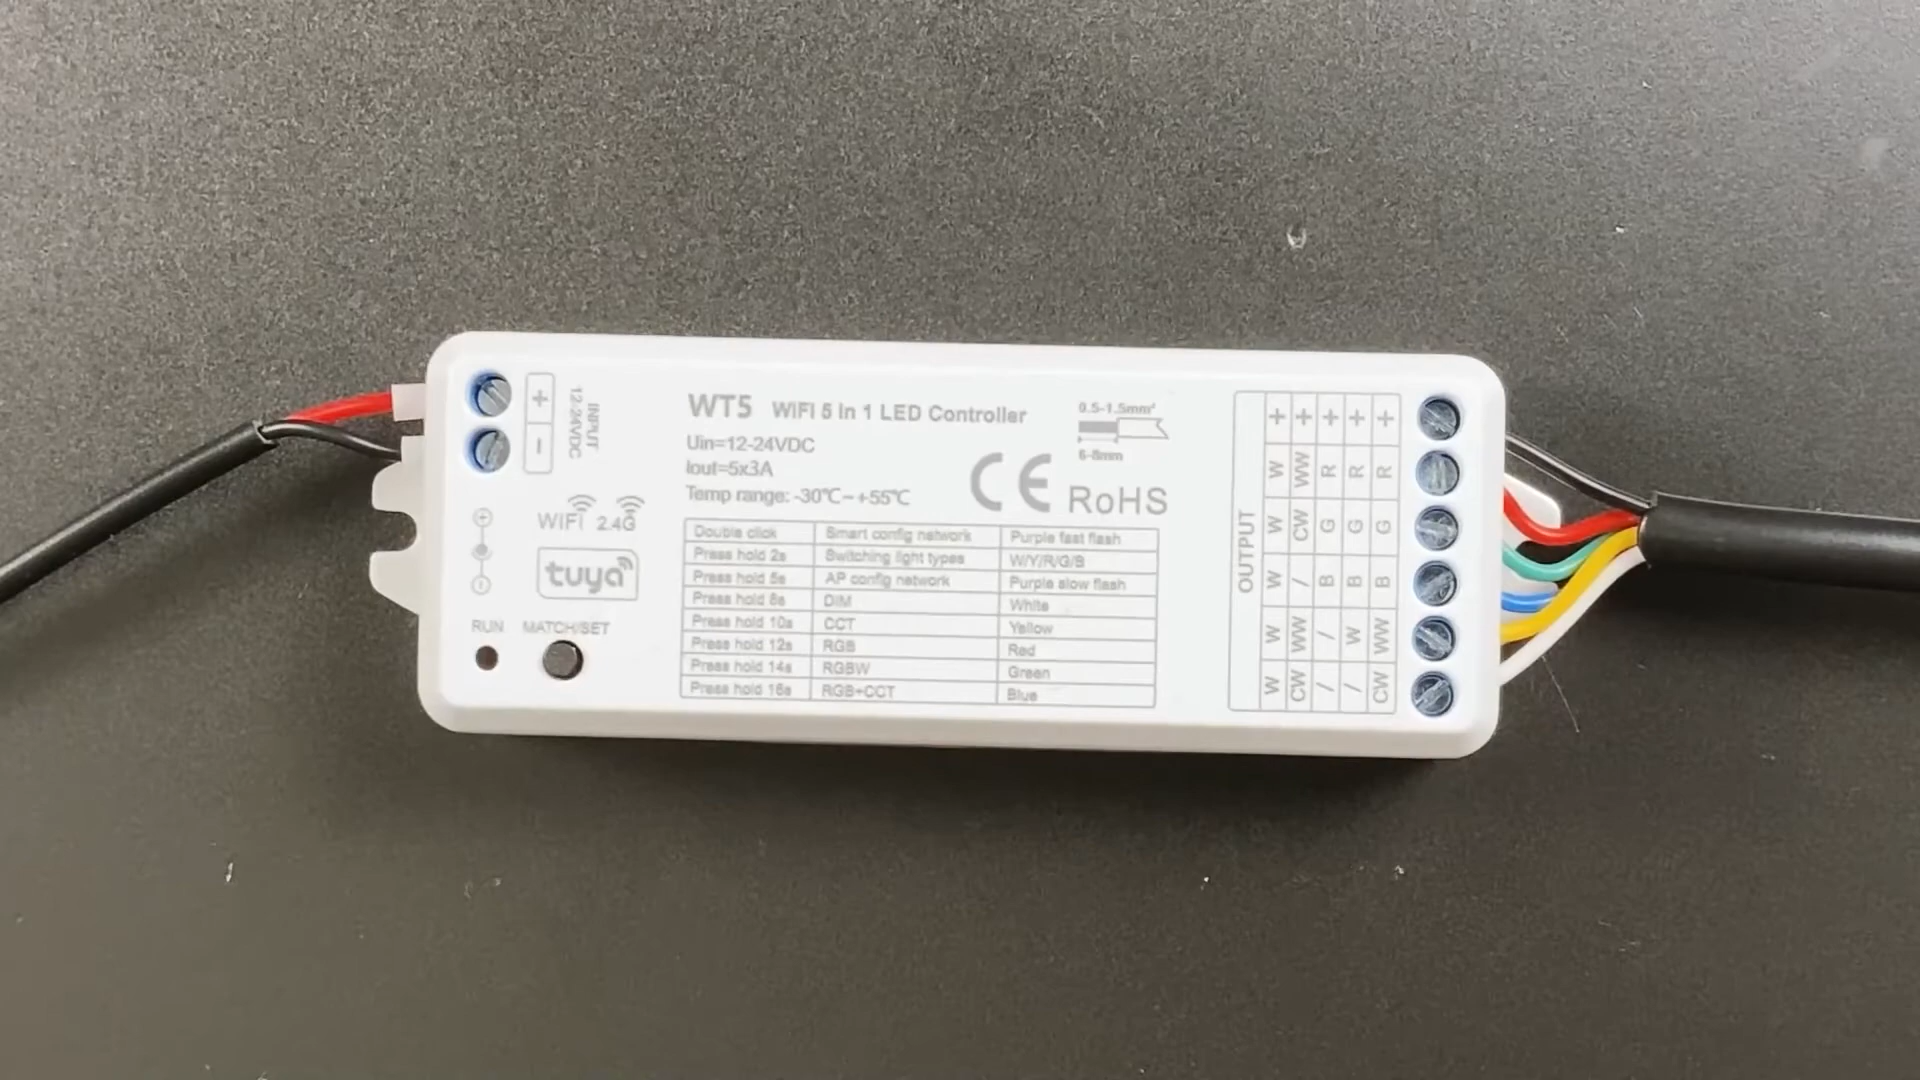 +
-
INPUT
12-24VDC
WiFi 2.4G
tuya
RUN MATCH/SET
WT5 WiFi 5 in 1 LED Controller
Uin=12-24VDC
Iout=5x3A
Temp range: -30℃~+55℃
CE RoHS
0.5-1.5mm²
6-8mm
Double click Smart config network Purple fast flash
Press hold 2s Switching light types W/Y/R/G/B
Press hold 5s AP config network Purple slow flash
Press hold 8s DIM White
Press hold 10s CCT Yellow
Press hold 12s RGB Red
Press hold 14s RGBW Green
Press hold 16s RGB+CCT Blue
OUTPUT
W W W W W +
CW WW / CW WW +
/ / B G R +
/ W B G R +
CW WW B G R +